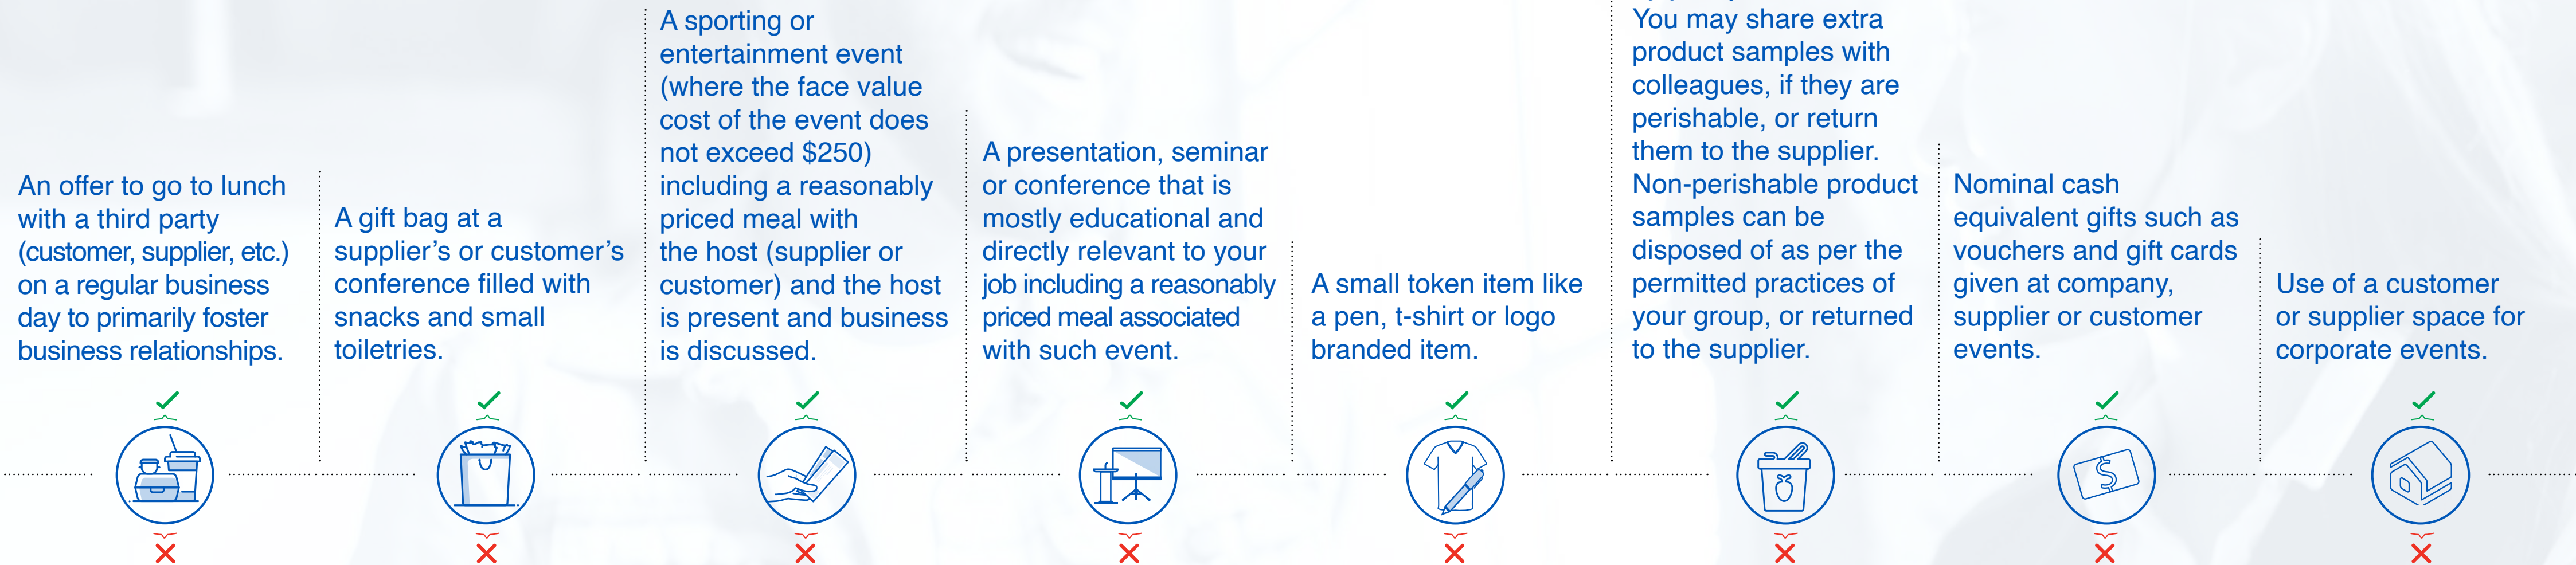 An offer to go to lunch
with a third party
(customer, supplier, etc.)
on a regular business
day to primarily foster
business relationships.
A gift bag at a
supplier’s or customer’s
conference filled with
snacks and small
toiletries.
A sporting or
entertainment event
(where the face value
cost of the event does
not exceed $250)
including a reasonably
priced meal with
the host (supplier or
customer) and the host
is present and business
is discussed.
A presentation, seminar
or conference that is
mostly educational and
directly relevant to your
job including a reasonably
priced meal associated
with such event.
A small token item like
a pen, t-shirt or logo
branded item.
You may share extra
product samples with
colleagues, if they are
perishable, or return
them to the supplier.
Non-perishable product
samples can be
disposed of as per the
permitted practices of
your group, or returned
to the supplier.
Nominal cash
equivalent gifts such as
vouchers and gift cards
given at company,
supplier or customer
events.
Use of a customer
or supplier space for
corporate events.
$